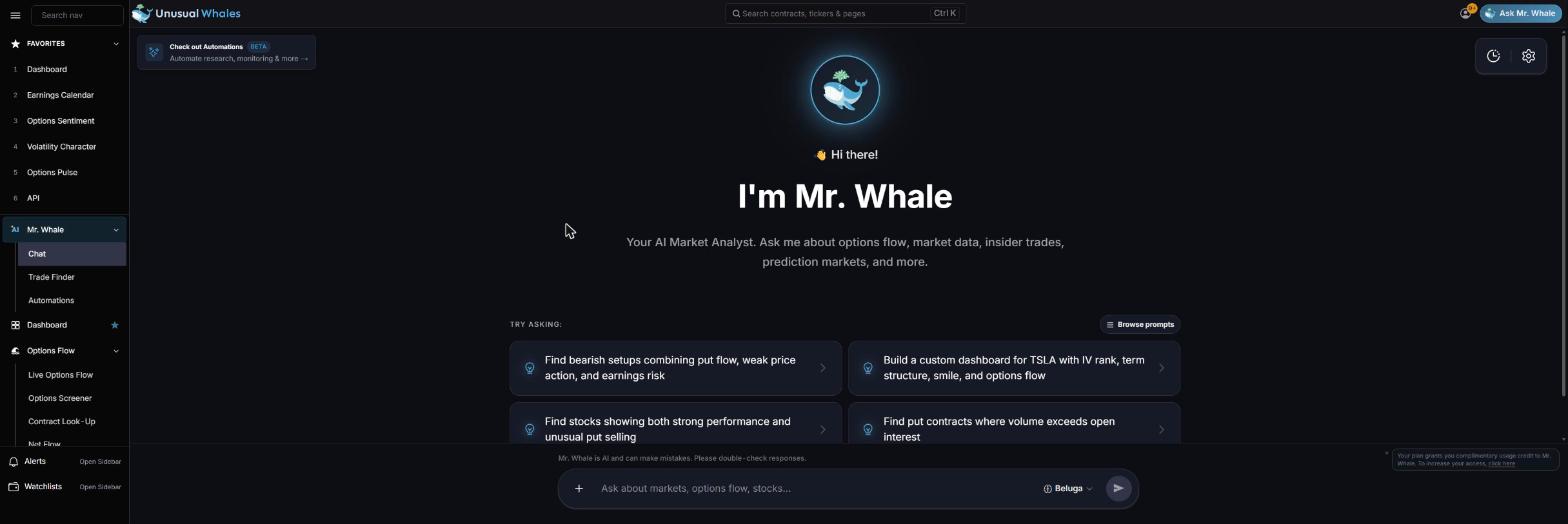 Search nav
Unusual Whales
Search contracts, tickers & pages
Ctrl K
9+
Ask Mr. Whale
FAVORITES
1 Dashboard
2 Earnings Calendar
3 Options Sentiment
4 Volatility Character
5 Options Pulse
6 API
AI Mr. Whale
Chat
Trade Finder
Automations
Dashboard
Options Flow
Live Options Flow
Options Screener
Contract Look-Up
Net Flow
Alerts Open Sidebar
Watchlists Open Sidebar
Check out Automations BETA
Automate research, monitoring & more →
👋 Hi there!
I'm Mr. Whale
Your AI Market Analyst. Ask me about options flow, market data, insider trades,
prediction markets, and more.
TRY ASKING:
Browse prompts
Find bearish setups combining put flow, weak price
action, and earnings risk
Build a custom dashboard for TSLA with IV rank, term
structure, smile, and options flow
Find stocks showing both strong performance and
unusual put selling
Find put contracts where volume exceeds open
interest
Mr. Whale is AI and can make mistakes. Please double-check responses.
Ask about markets, options flow, stocks...
Beluga
Your plan grants you complimentary usage credit to Mr.
Whale. To increase your access, click here